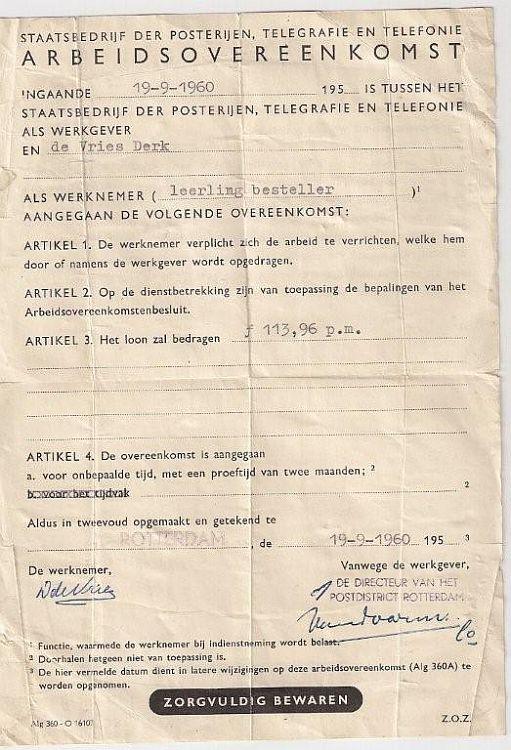 STAATSBEDRIJF DER POSTERIJEN, TELEGRAFIE EN TELEFONIE
ARBEIDSOVEREENKOMST
INGAANDE 19-9-1960 195 IS TUSSEN HET
STAATSBEDRIJF DER POSTERIJEN, TELEGRAFIE EN TELEFONIE
ALS WERKGEVER
EN de Vries Derk
ALS WERKNEMER ( leerling besteller )¹
AANGEGAAN DE VOLGENDE OVEREENKOMST:
ARTIKEL 1. De werknemer verplicht zich de arbeid te verrichten, welke hem
door of namens de werkgever wordt opgedragen.
ARTIKEL 2. Op de dienstbetrekking zijn van toepassing de bepalingen van het
Arbeidsovereenkomstenbesluit.
ARTIKEL 3. Het loon zal bedragen ƒ 113,96 p.m.
ARTIKEL 4. De overeenkomst is aangegaan
a. voor onbepaalde tijd, met een proeftijd van twee maanden; ²
b. voor het tijdvak ²
Aldus in tweevoud opgemaakt en getekend te
ROTTERDAM, de 19-9-1960 195 ³
De werknemer,
Vanwege de werkgever,
DdeVries
DE DIRECTEUR VAN HET
POSTDISTRICT ROTTERDAM
¹ Functie, waarmede de werknemer bij indienstneming wordt belast.
² Doorhalen hetgeen niet van toepassing is.
³ De hier vermelde datum dient in latere wijzigingen op deze arbeidsovereenkomst (Alg 360A) te
worden opgenomen.
ZORGVULDIG BEWAREN
Alg 360 - O 16107
Z.O.Z.